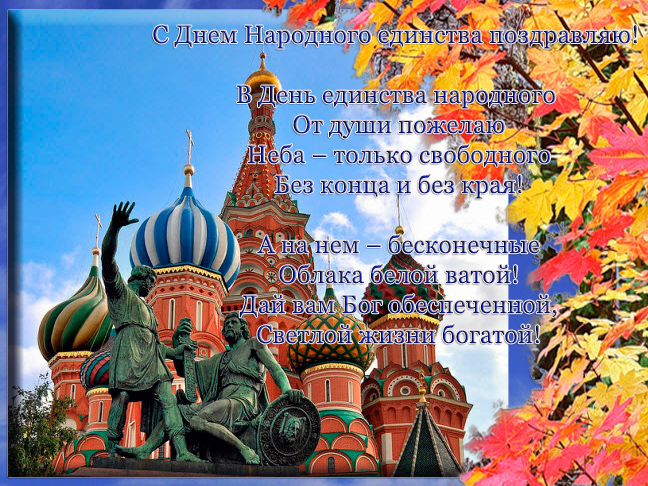 С Днем Народного единства поздравляю!
В День единства народного
От души пожелаю
Неба – только свободного
Без конца и без края!
А на нем – бесконечные
Облака белой ватой!
Дай вам Бог обеспеченной,
Светлой жизни богатой!